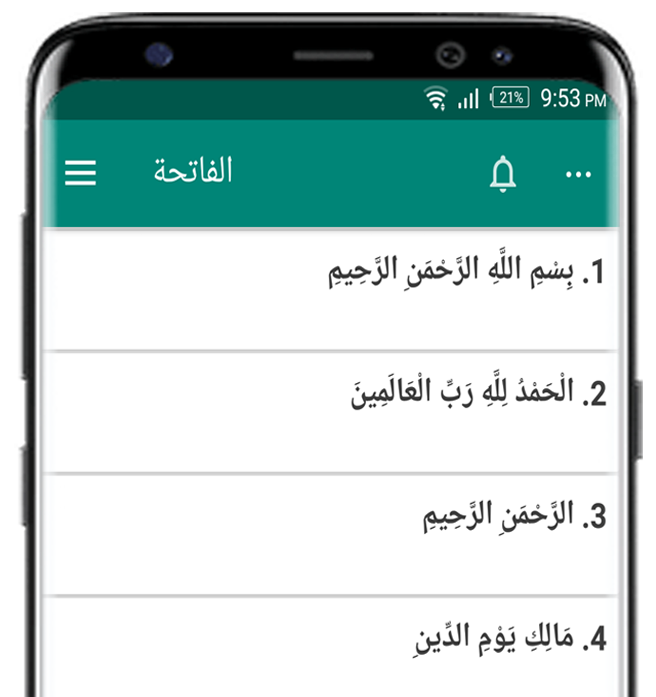 21% 9:53 PM
الفاتحة
1. بِسْمِ اللَّهِ الرَّحْمَنِ الرَّحِيمِ
2. الْحَمْدُ لِلَّهِ رَبِّ الْعَالَمِينَ
3. الرَّحْمَنِ الرَّحِيمِ
4. مَالِكِ يَوْمِ الدِّينِ